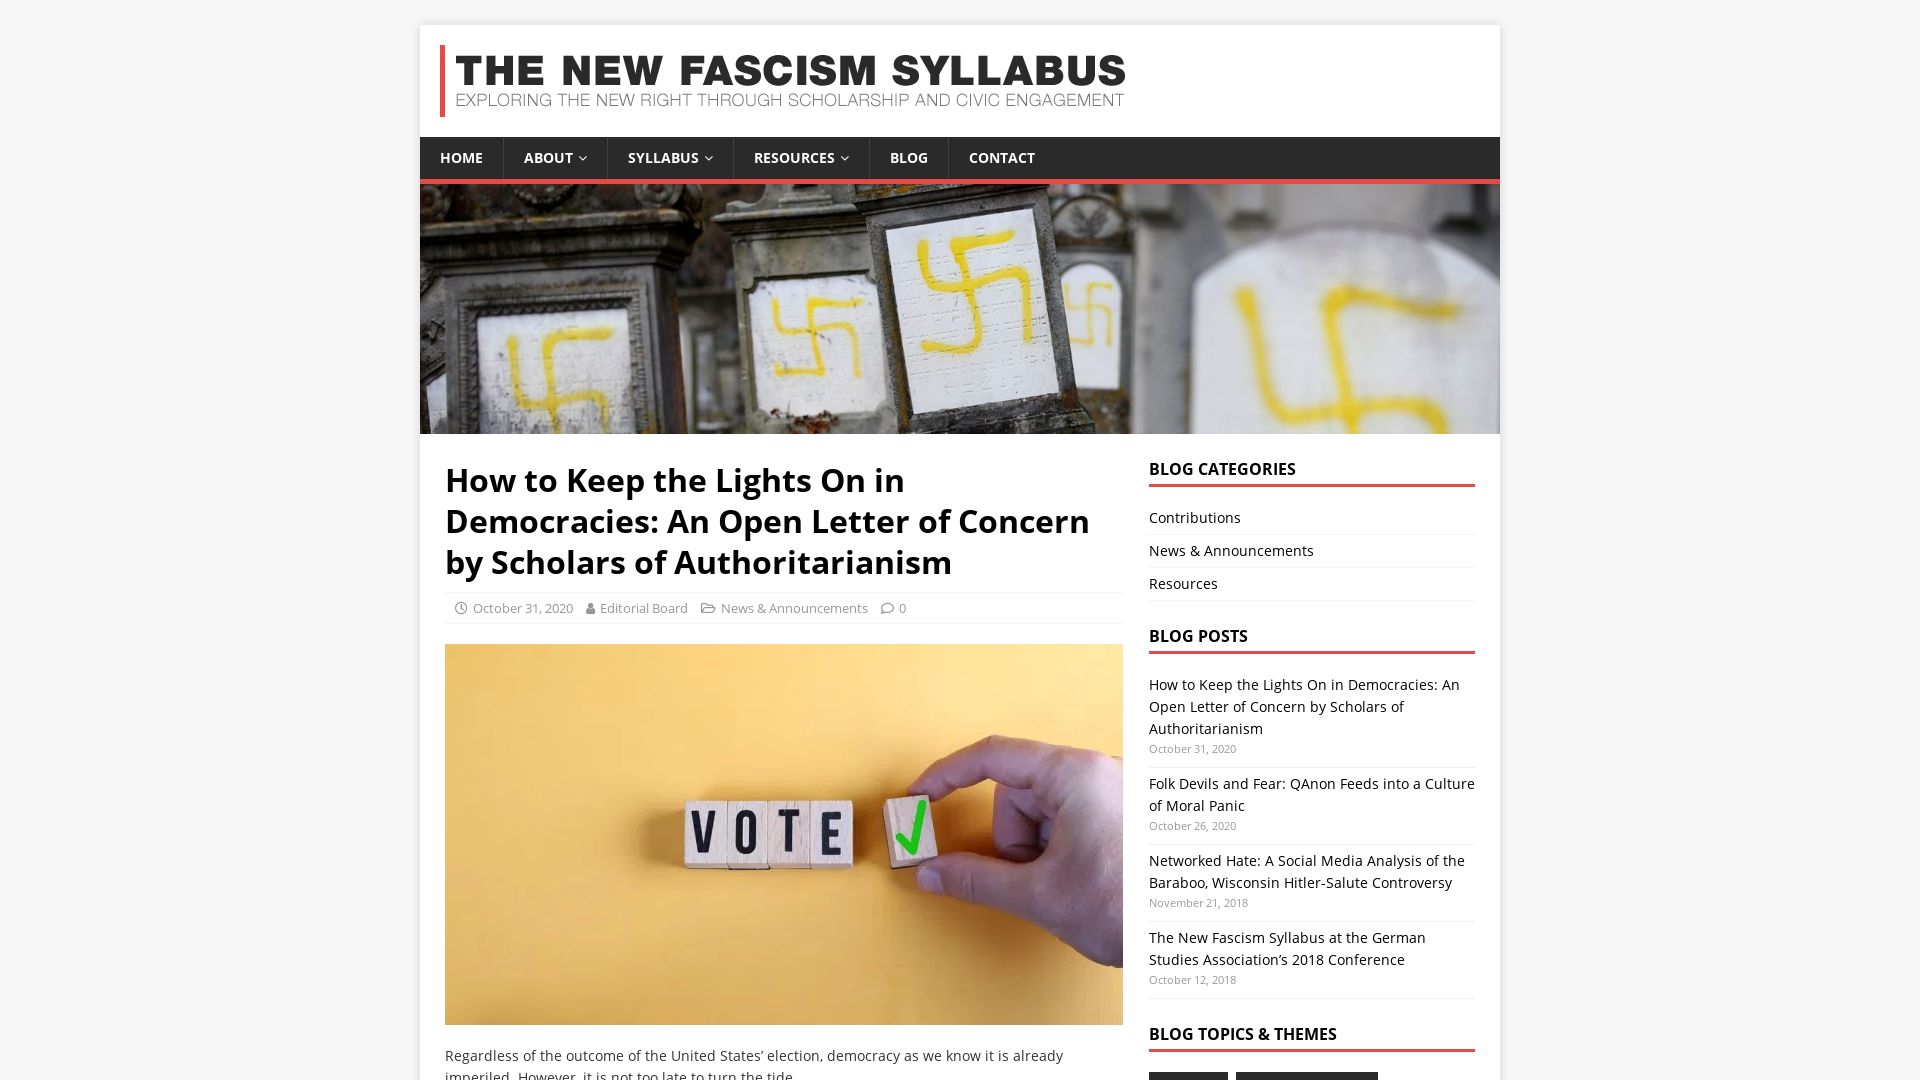 THE NEW FASCISM SYLLABUS
EXPLORING THE NEW RIGHT THROUGH SCHOLARSHIP AND CIVIC ENGAGEMENT
HOME
ABOUT
SYLLABUS
RESOURCES
BLOG
CONTACT
How to Keep the Lights On in
Democracies: An Open Letter of Concern
by Scholars of Authoritarianism
October 31, 2020 Editorial Board News & Announcements 0
VOTE
Regardless of the outcome of the United States’ election, democracy as we know it is already
imperiled. However, it is not too late to turn the tide.
BLOG CATEGORIES
Contributions
News & Announcements
Resources
BLOG POSTS
How to Keep the Lights On in Democracies: An
Open Letter of Concern by Scholars of
Authoritarianism
October 31, 2020
Folk Devils and Fear: QAnon Feeds into a Culture
of Moral Panic
October 26, 2020
Networked Hate: A Social Media Analysis of the
Baraboo, Wisconsin Hitler-Salute Controversy
November 21, 2018
The New Fascism Syllabus at the German
Studies Association’s 2018 Conference
October 12, 2018
BLOG TOPICS & THEMES